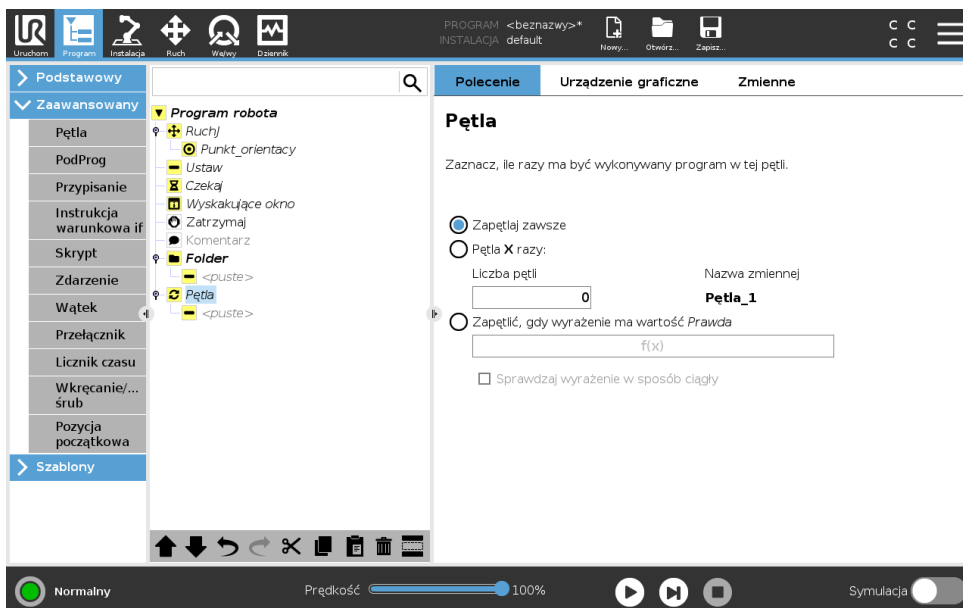 PROGRAM <beznazwy>*
INSTALACJA default
Uruchom Program Instalacja Ruch We/wy Dziennik Nowy... Otwórz... Zapisz...
C C
C C
Podstawowy
Zaawansowany
Pętla
PodProg
Przypisanie
Instrukcja
warunkowa if
Skrypt
Zdarzenie
Wątek
Przełącznik
Licznik czasu
Wkręcanie/...
śrub
Pozycja
początkowa
Szablony
Program robota
RuchJ
Punkt_orientacy
Ustaw
Czekaj
Wyskakujące okno
Zatrzymaj
Komentarz
Folder
<puste>
Pętla
<puste>
Polecenie Urządzenie graficzne Zmienne
Pętla
Zaznacz, ile razy ma być wykonywany program w tej pętli.
Zapętlaj zawsze
Pętla X razy:
Liczba pętli Nazwa zmiennej
0 Pętla_1
Zapętlić, gdy wyrażenie ma wartość Prawda
f(x)
Sprawdzaj wyrażenie w sposób ciągły
Normalny Prędkość 100% Symulacja